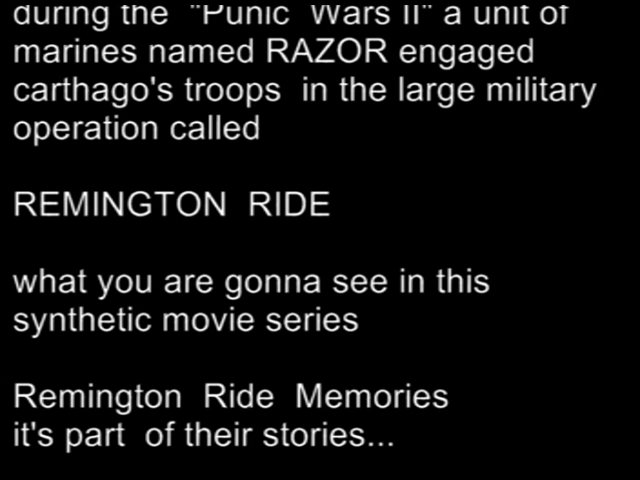 during the "Punic Wars II" a unit of
marines named RAZOR engaged
carthago's troops in the large military
operation called
REMINGTON RIDE
what you are gonna see in this
synthetic movie series
Remington Ride Memories
it's part of their stories...